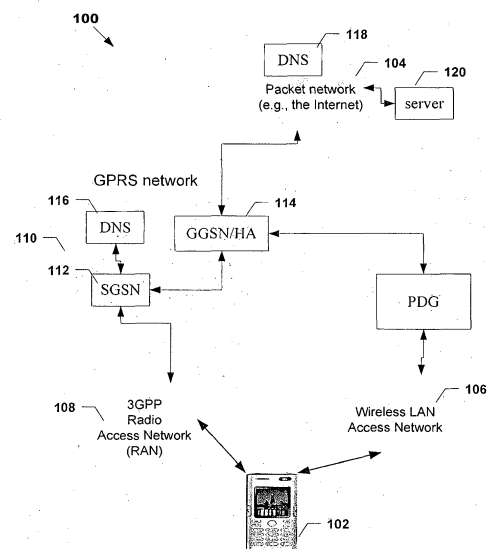 100
118
DNS
104
120
Packet network
(e.g., the Internet)
server
GPRS network
116
114
DNS
GGSN/HA
110
112
SGSN
PDG
108
3GPP
Radio
Access Network
(RAN)
106
Wireless LAN
Access Network
102